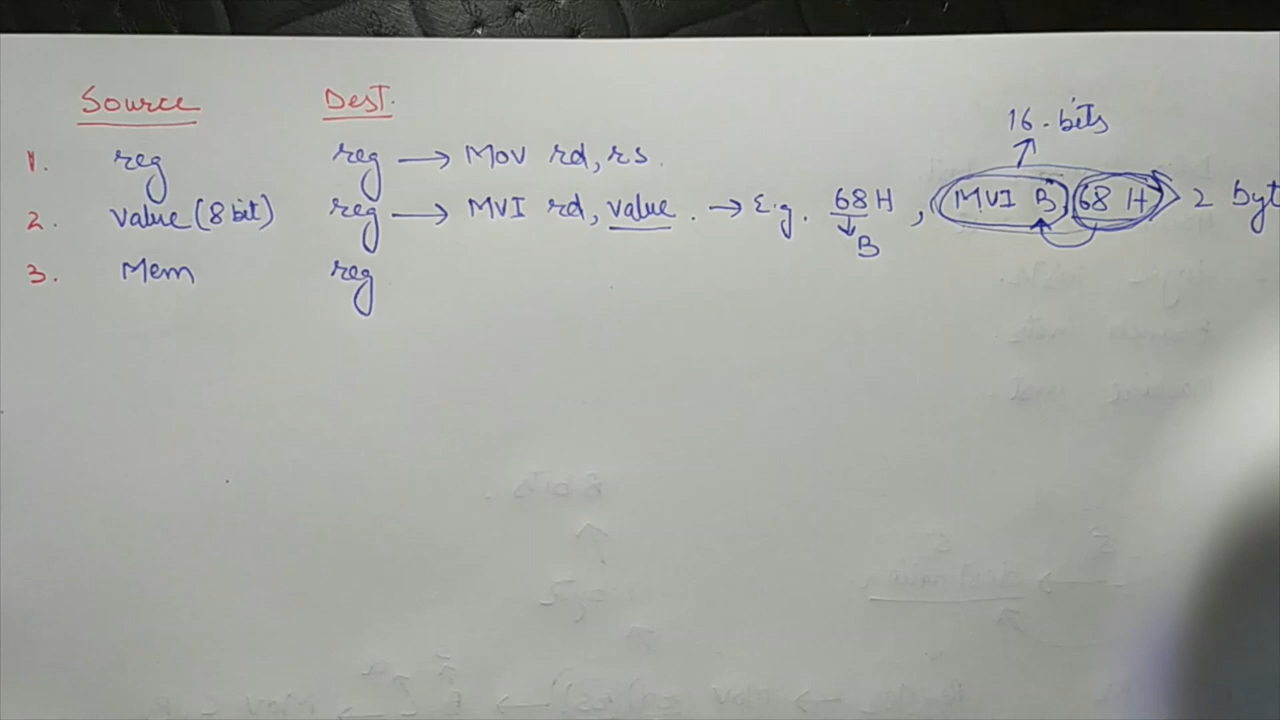 Source Dest.
16-bits
1. reg reg → Mov rd, rs.
2. value (8 bit) reg → MVI rd, value. → E.g. 68 H, MVI B 68 H 2 Byt
B
3. Mem reg